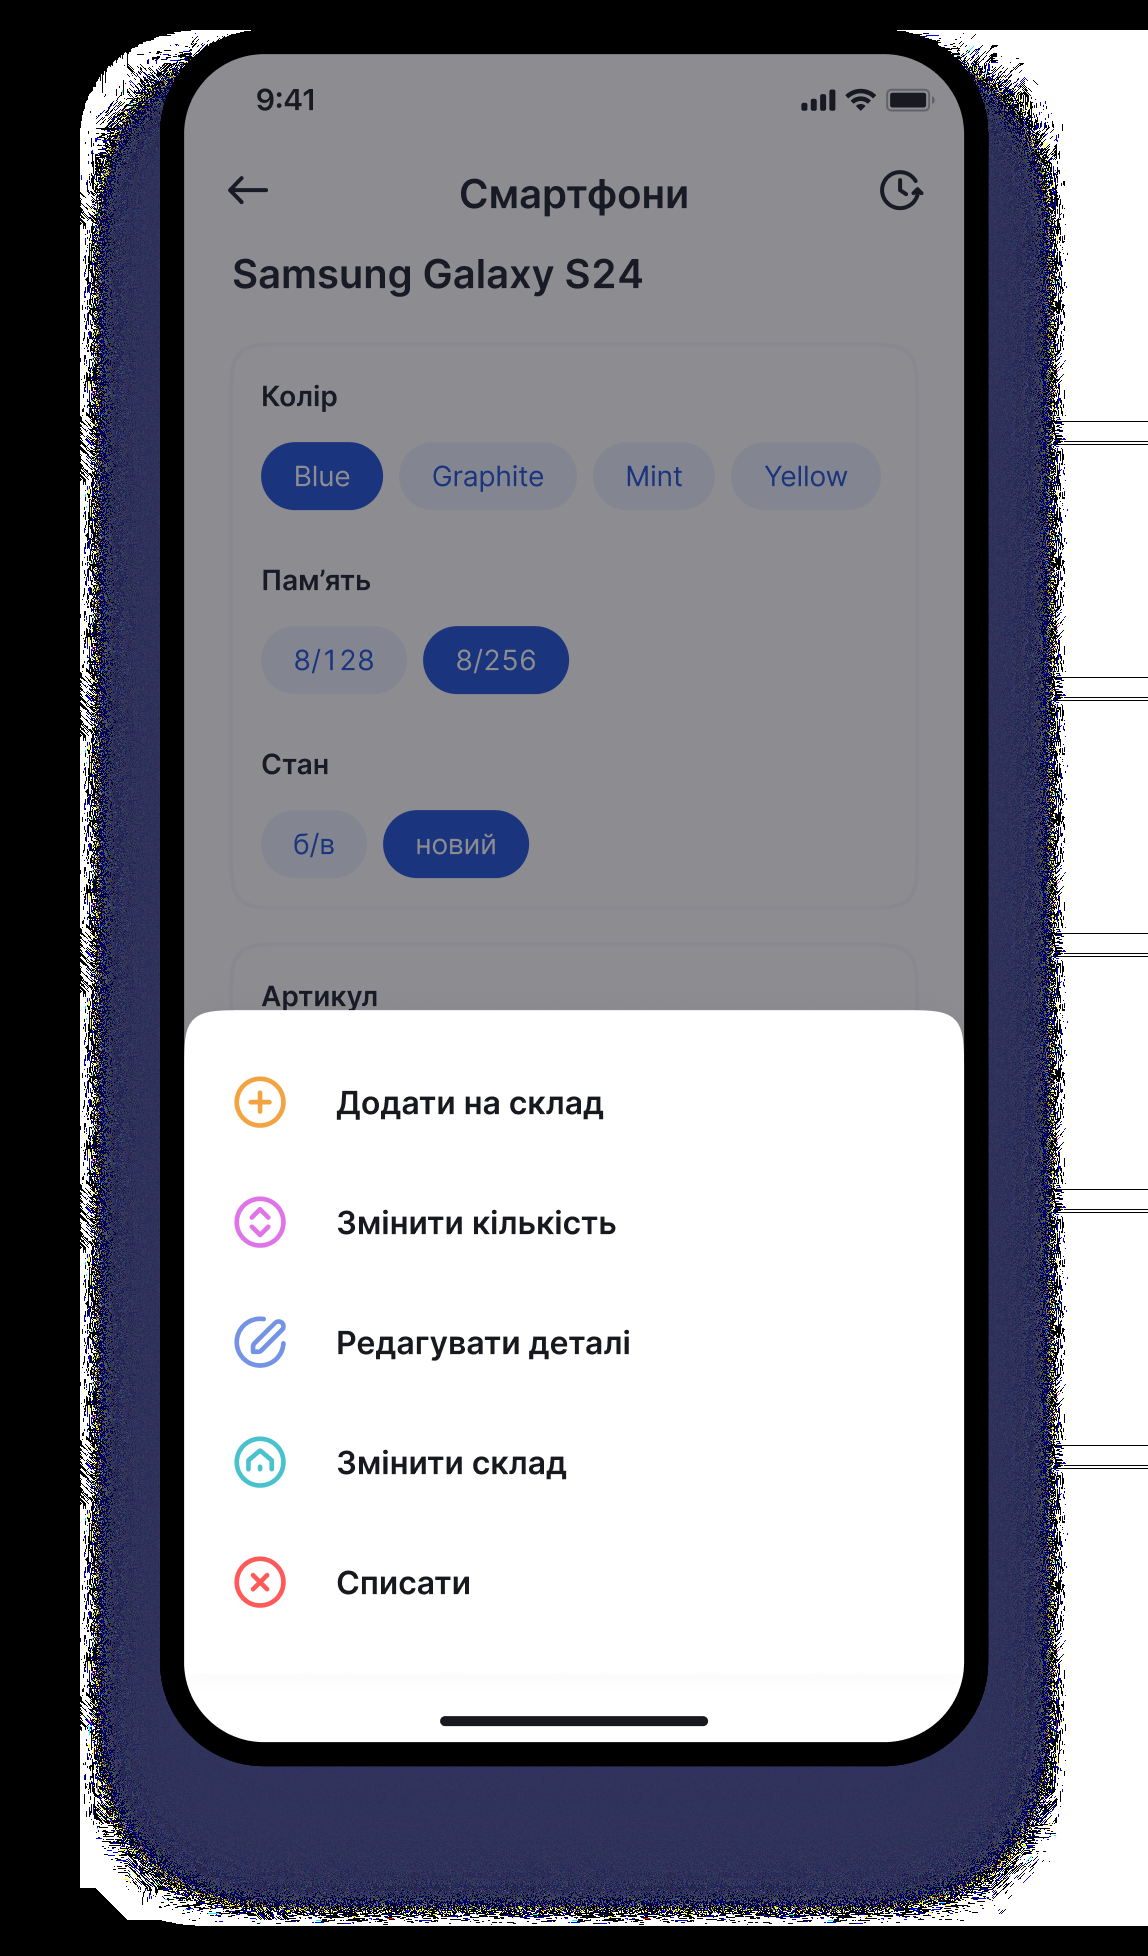 9:41
Смартфони
Samsung Galaxy S24
Колір
Blue Graphite Mint Yellow
Пам’ять
8/128 8/256
Стан
б/в новий
Артикул
Додати на склад
Змінити кількість
Редагувати деталі
Змінити склад
Списати